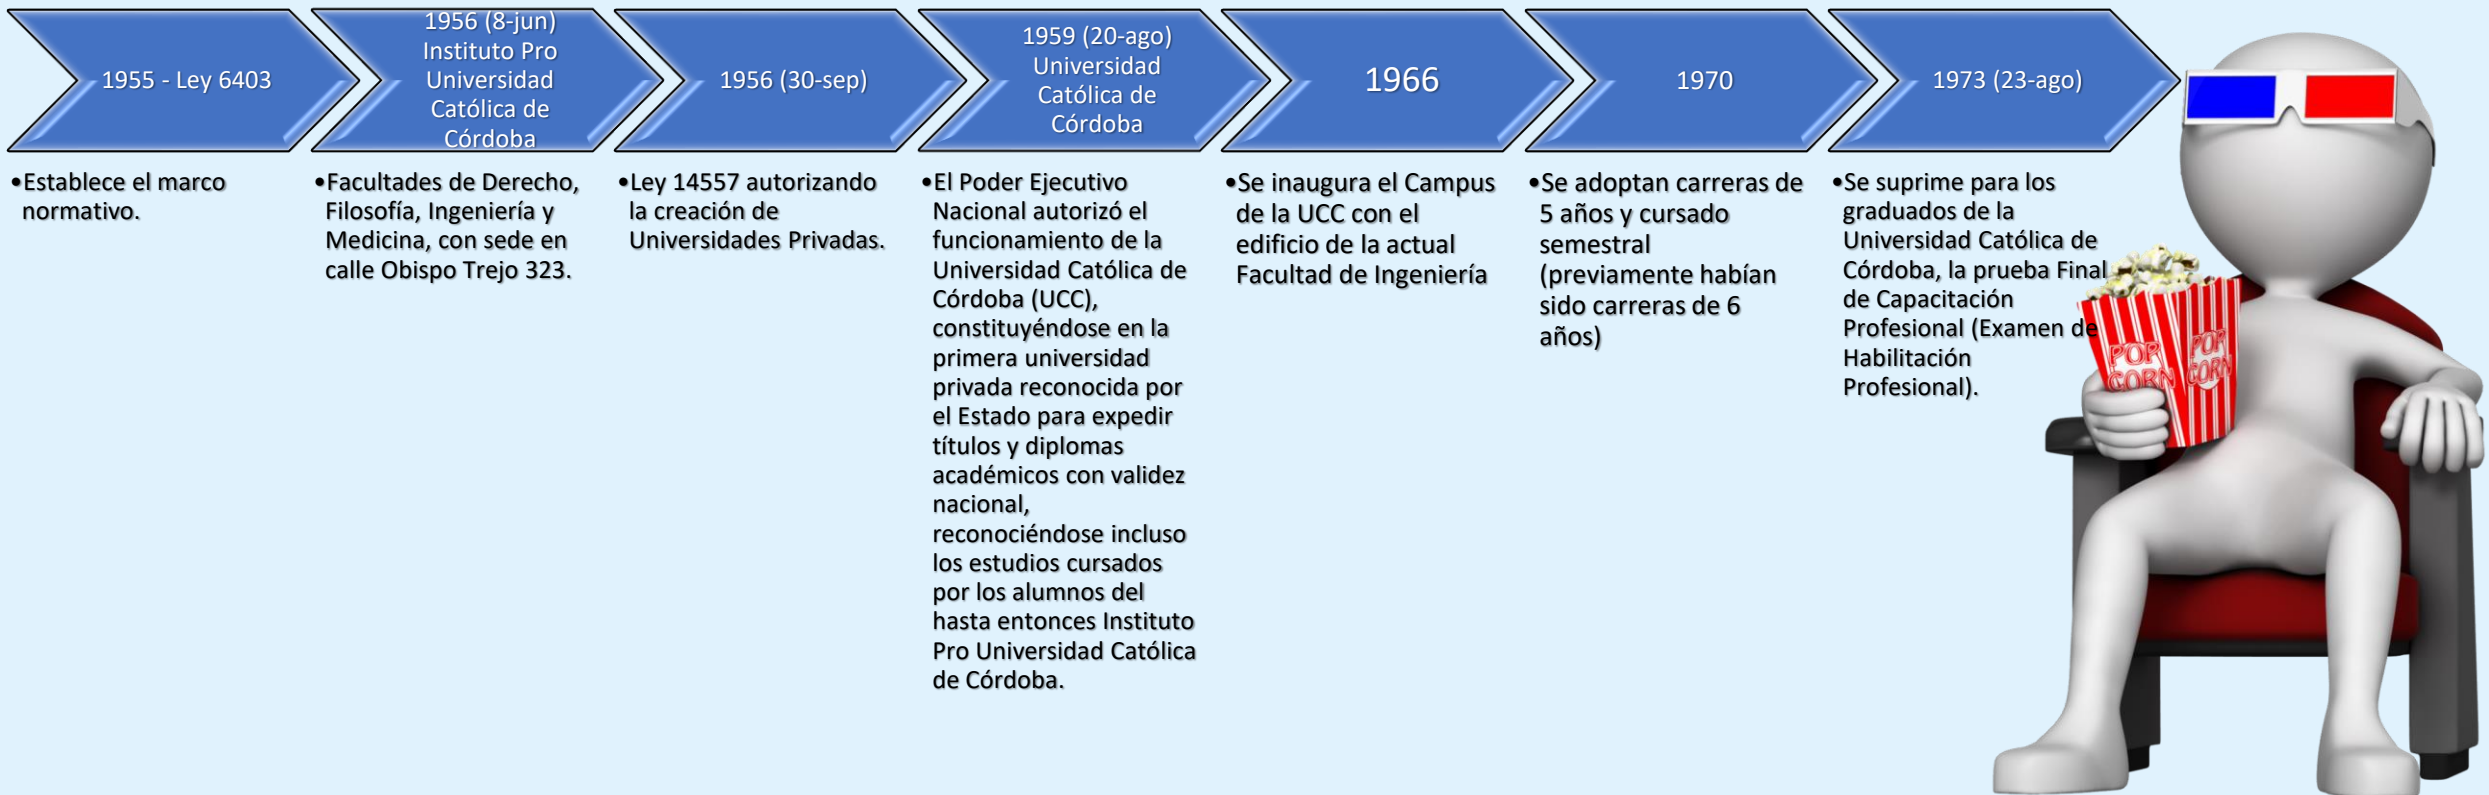 1955 - Ley 6403
•Establece el marco
normativo.
1956 (8-jun)
Instituto Pro
Universidad
Católica de
Córdoba
•Facultades de Derecho,
Filosofía, Ingeniería y
Medicina, con sede en
calle Obispo Trejo 323.
1956 (30-sep)
•Ley 14557 autorizando
la creación de
Universidades Privadas.
1959 (20-ago)
Universidad
Católica de
Córdoba
•El Poder Ejecutivo
Nacional autorizó el
funcionamiento de la
Universidad Católica de
Córdoba (UCC),
constituyéndose en la
primera universidad
privada reconocida por
el Estado para expedir
títulos y diplomas
académicos con validez
nacional,
reconociéndose incluso
los estudios cursados
por los alumnos del
hasta entonces Instituto
Pro Universidad Católica
de Córdoba.
1966
•Se inaugura el Campus
de la UCC con el
edificio de la actual
Facultad de Ingeniería
1970
•Se adoptan carreras de
5 años y cursado
semestral
(previamente habían
sido carreras de 6
años)
1973 (23-ago)
•Se suprime para los
graduados de la
Universidad Católica de
Córdoba, la prueba Final
de Capacitación
Profesional (Examen de
Habilitación
Profesional).
POP
CORN
POP
CORN